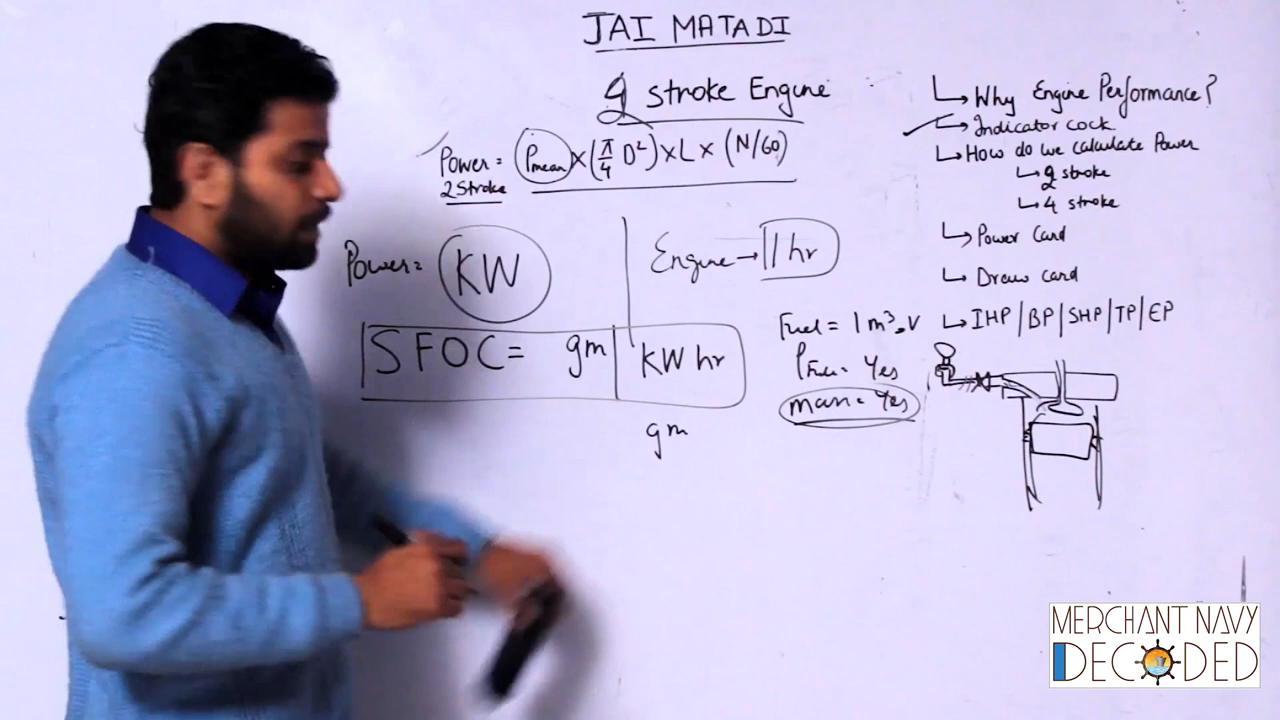 JAI MATADI
2 stroke Engine
Power = Pmean × (π/4 D²) × L × (N/60)
2 Stroke
Power = KW
Engine → 1 hr
SFOC = gm | KW hr
gm
Fuel = 1 m³ . V
ρFuel = Yes
mass = Yes
↳ Why Engine Performance?
↳ Indicator cock
↳ How do we calculate Power
↳ 2 stroke
↳ 4 stroke
↳ Power card
↳ Draw card
↳ IHP / BP / SHP / TP / EP
MERCHANT NAVY
DECODED